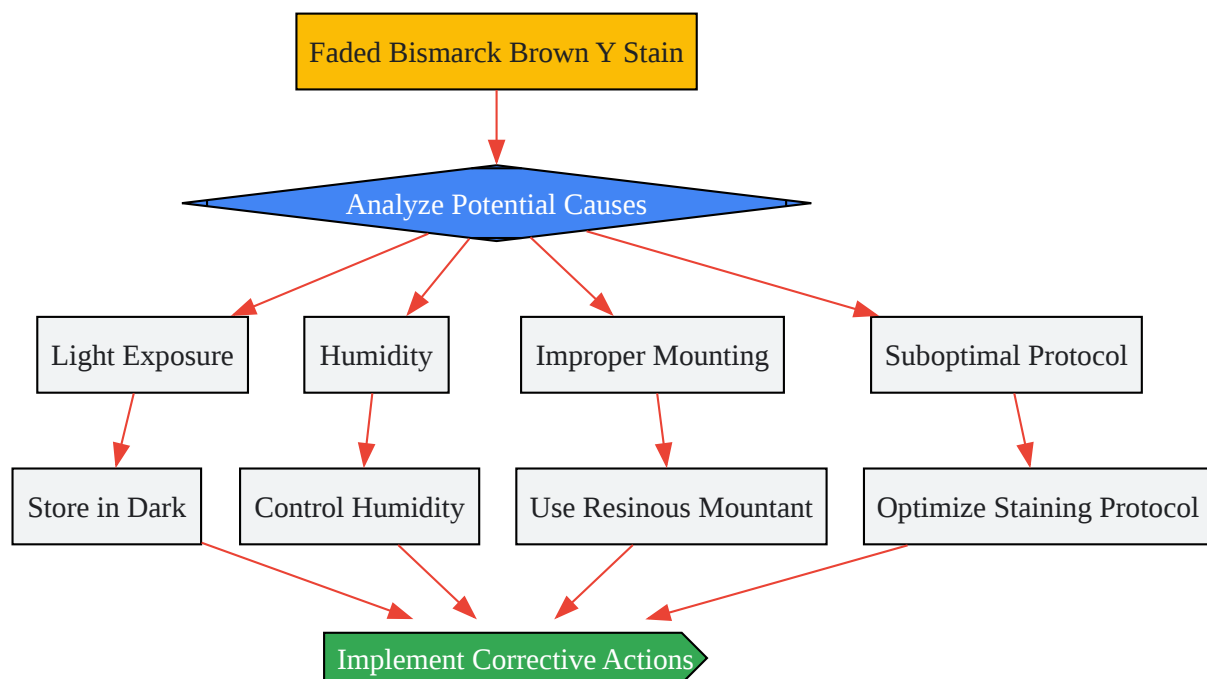 Faded Bismarck Brown Y Stain
Analyze Potential Causes
Light Exposure
Humidity
Improper Mounting
Suboptimal Protocol
Store in Dark
Control Humidity
Use Resinous Mountant
Optimize Staining Protocol
Implement Corrective Actions